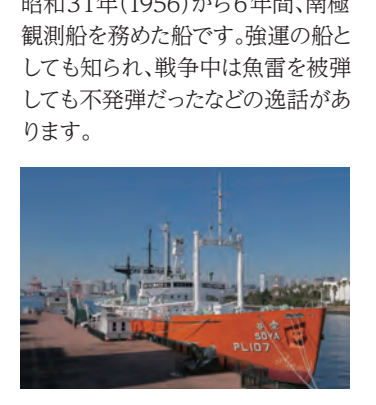 昭和31年(1956)から6年間、南極
観測船を務めた船です。強運の船と
しても知られ、戦争中は魚雷を被弾
しても不発弾だったなどの逸話があ
ります。
宗谷
SOYA
PL107